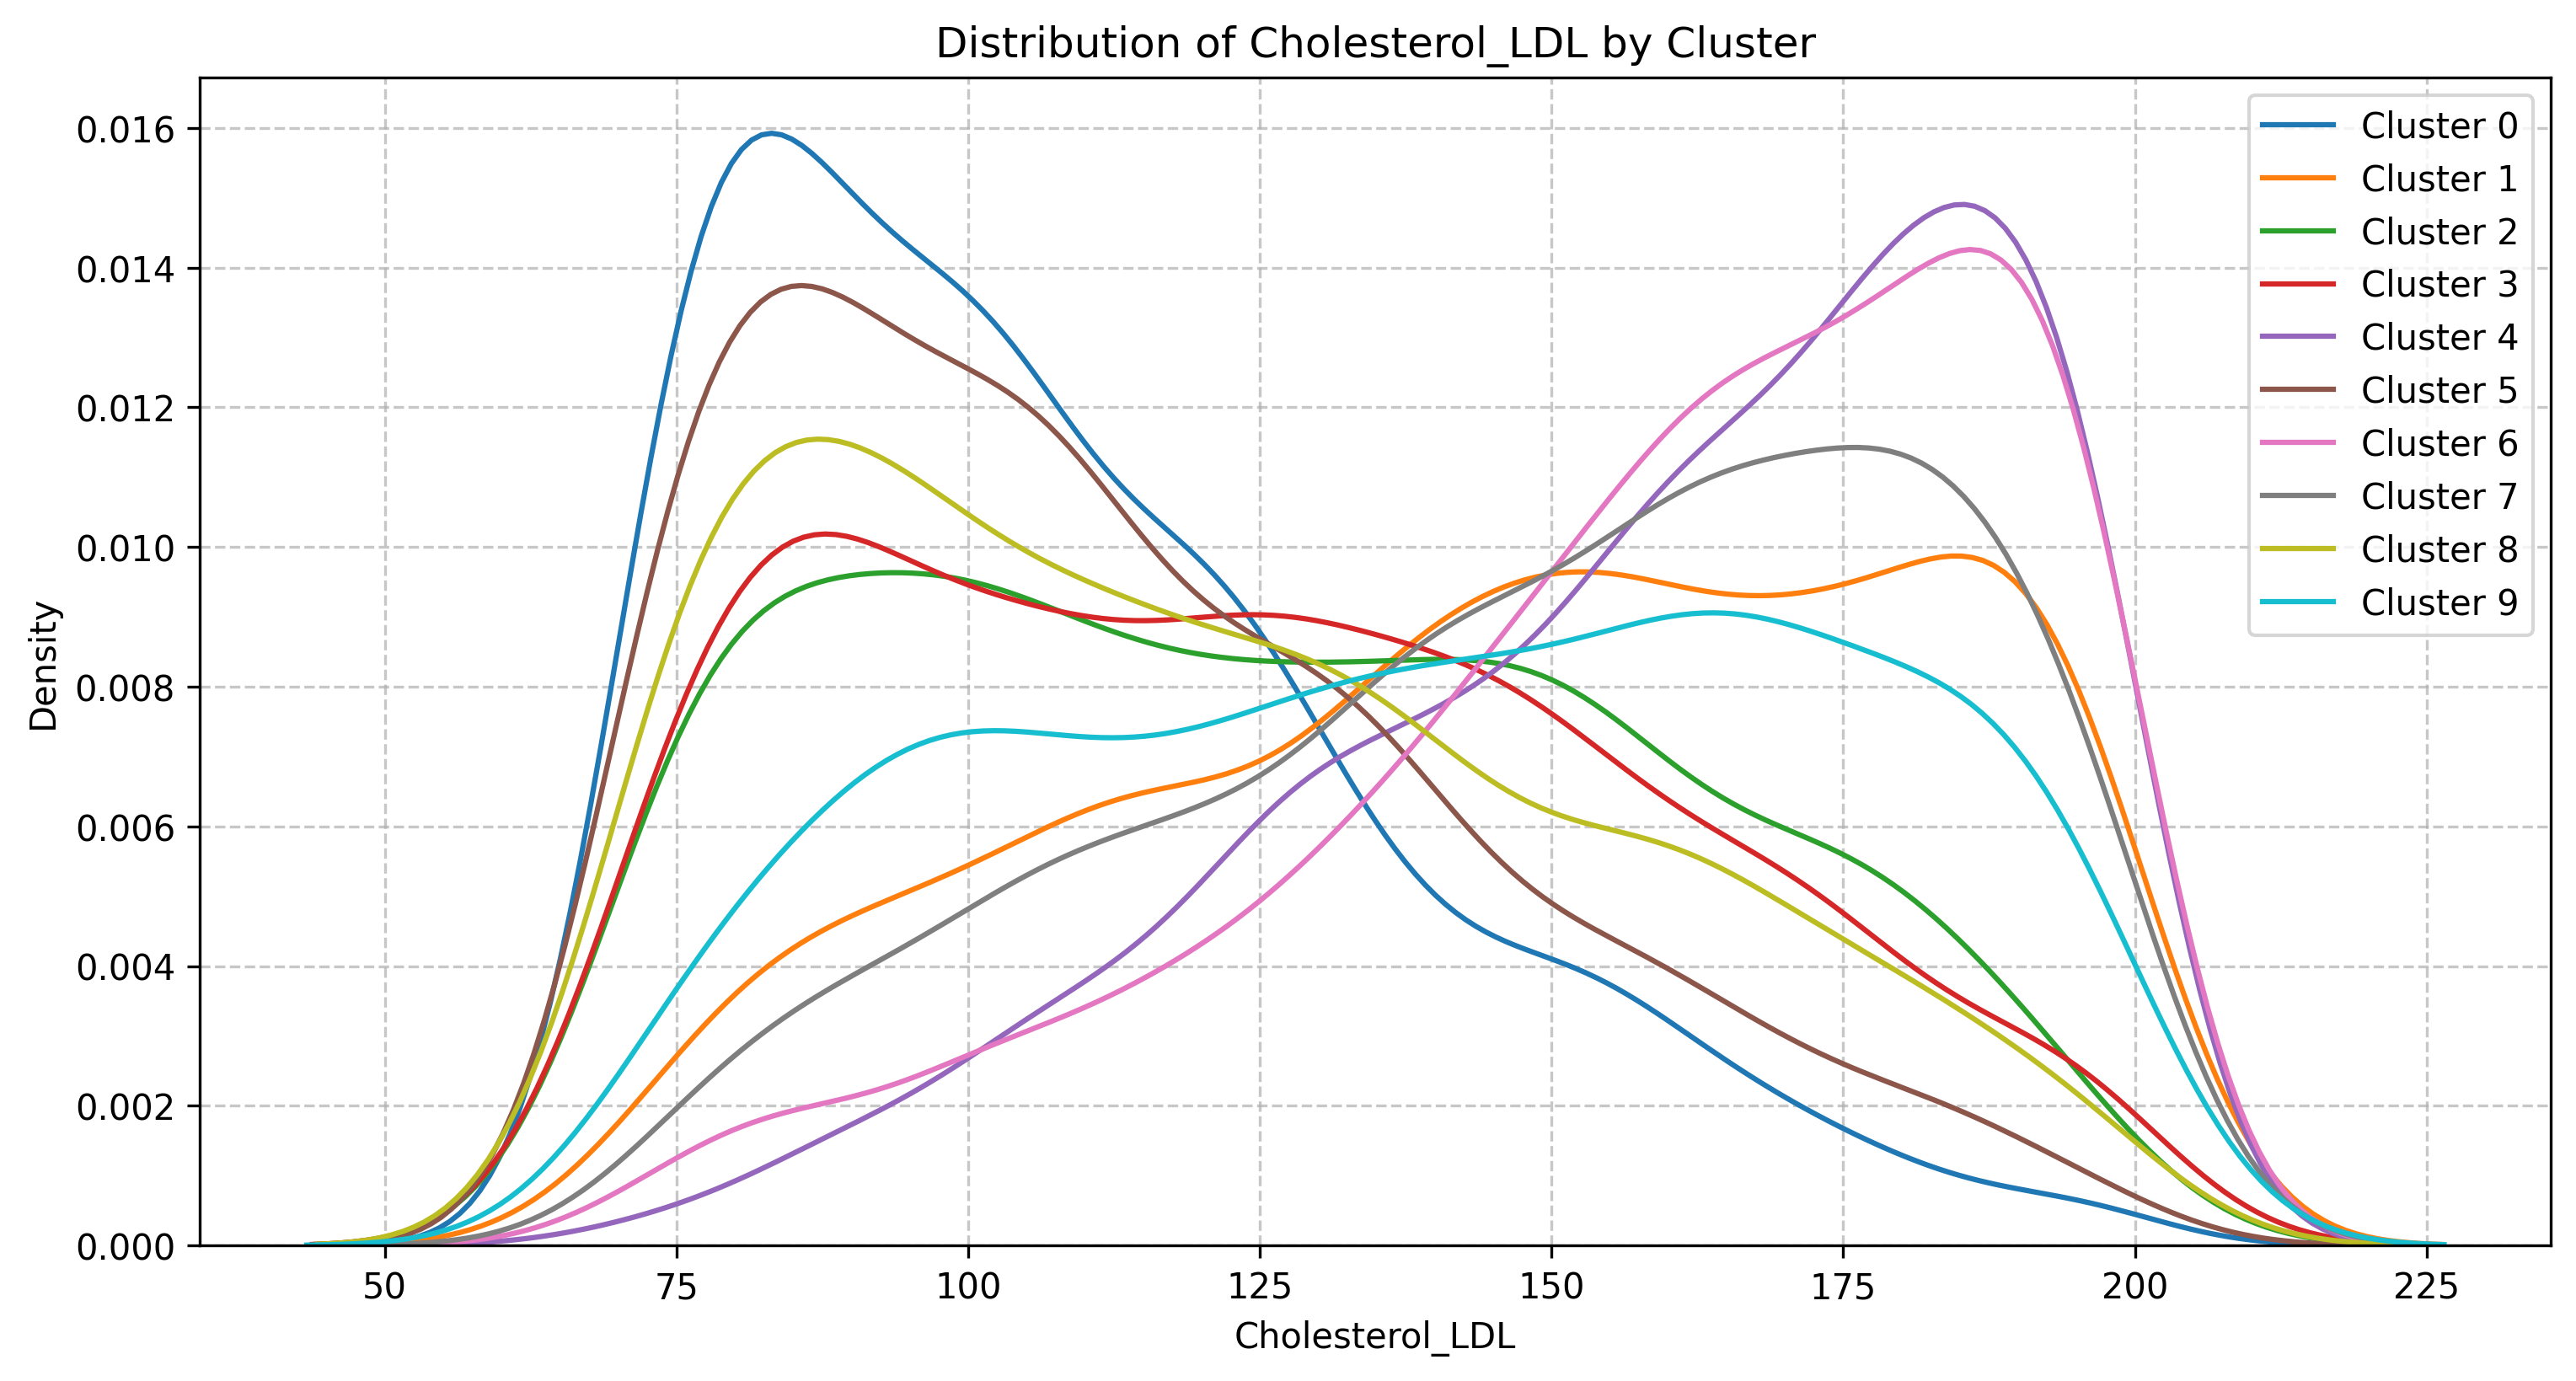 Distribution of Cholesterol_LDL by Cluster
0.016
0.014
0.012
0.010
0.008
0.006
0.004
0.002
0.000
Density
50 75 100 125 150 175 200 225
Cholesterol_LDL
Cluster 0
Cluster 1
Cluster 2
Cluster 3
Cluster 4
Cluster 5
Cluster 6
Cluster 7
Cluster 8
Cluster 9